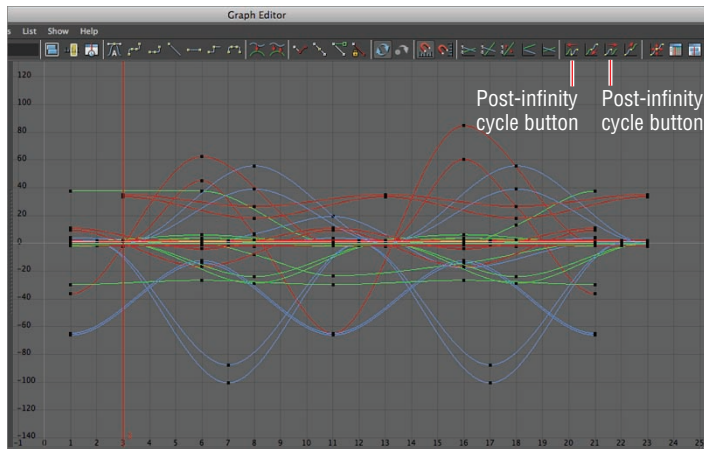 Graph Editor
s List Show Help
Post-infinity cycle button
Post-infinity cycle button
120
100
80
60
40
20
0
-20
-40
-60
-80
-100
-120
-140
-1 0 1 2 3 4 5 6 7 8 9 10 11 12 13 14 15 16 17 18 19 20 21 22 23 24 25